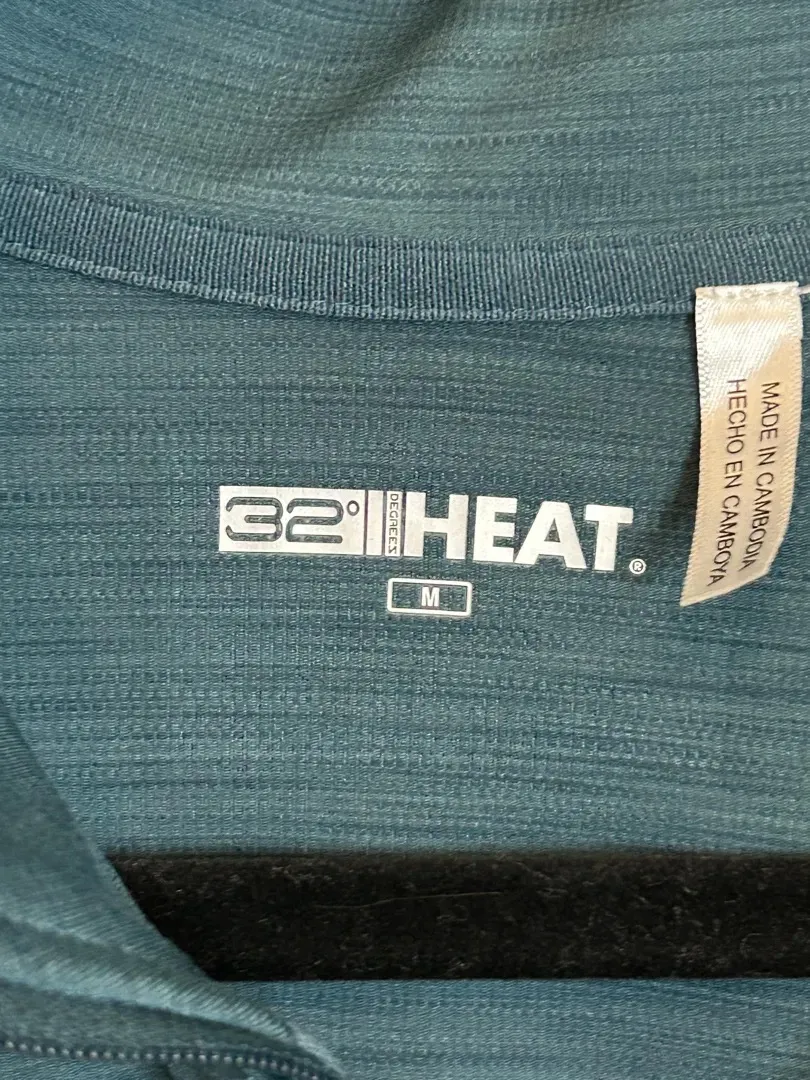 32° DEGREES HEAT®
M
MADE IN CAMBODIA
HECHO EN CAMBOYA